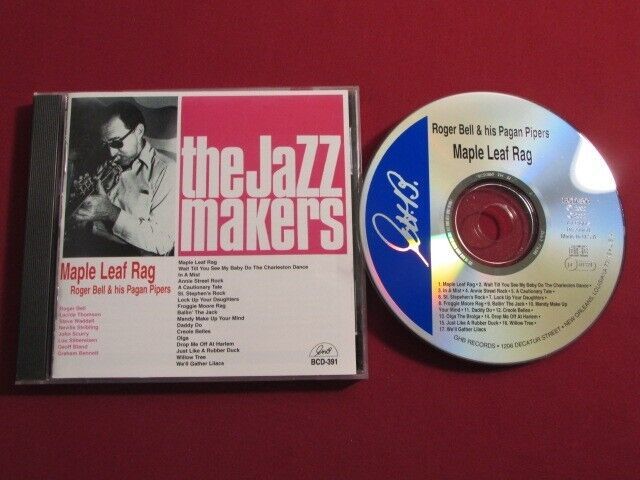 the Jazz
makers
Maple Leaf Rag
Roger Bell & his Pagan Pipers
Roger Bell
Lucida Thomson
Steve Waddell
Neville Stribling
John Scurry
Lou Silbereisen
Geoff Bland
Graham Bennett
Maple Leaf Rag
Wait Till You See My Baby Do The Charleston Dance
In A Mist
Annie Street Rock
A Cautionary Tale
St. Stephen's Rock
Lock Up Your Daughters
Froggie Moore Rag
Ballin' The Jack
Mandy Make Up Your Mind
Daddy Do
Creole Belles
Olga
Drop Me Off At Harlem
Just Like A Rubber Duck
Willow Tree
We'll Gather Lilacs
GHB
BCD-391
Roger Bell & his Pagan Pipers
Maple Leaf Rag
GHB
1. Maple Leaf Rag • 2. Wait Till You See My Baby Do The Charleston Dance
3. In A Mist • 4. Annie Street Rock • 5. A Cautionary Tale
6. St. Stephen's Rock • 7. Lock Up Your Daughters
8. Froggie Moore Rag • 9. Ballin' The Jack • 10. Mandy Make Up
Your Mind • 11. Daddy Do • 12. Creole Belles
13. Olga The • 14. Drop Me Off At Harlem
15. Just Like A Rubber Duck • 16. Willow Tree
17. We'll Gather Lilacs
GHB RECORDS • 1206 DECATUR STREET • NEW ORLEANS, LOUISIANA